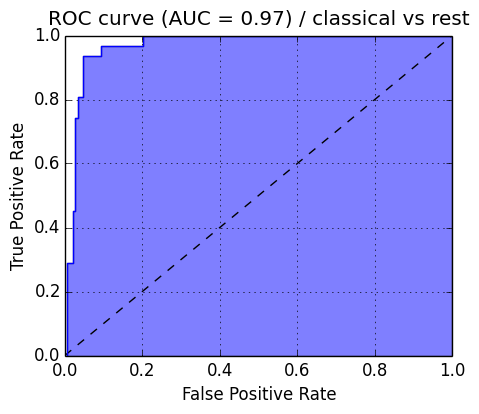 ROC curve (AUC = 0.97) / classical vs rest
True Positive Rate
1.0
0.8
0.6
0.4
0.2
0.0
0.0 0.2 0.4 0.6 0.8 1.0
False Positive Rate